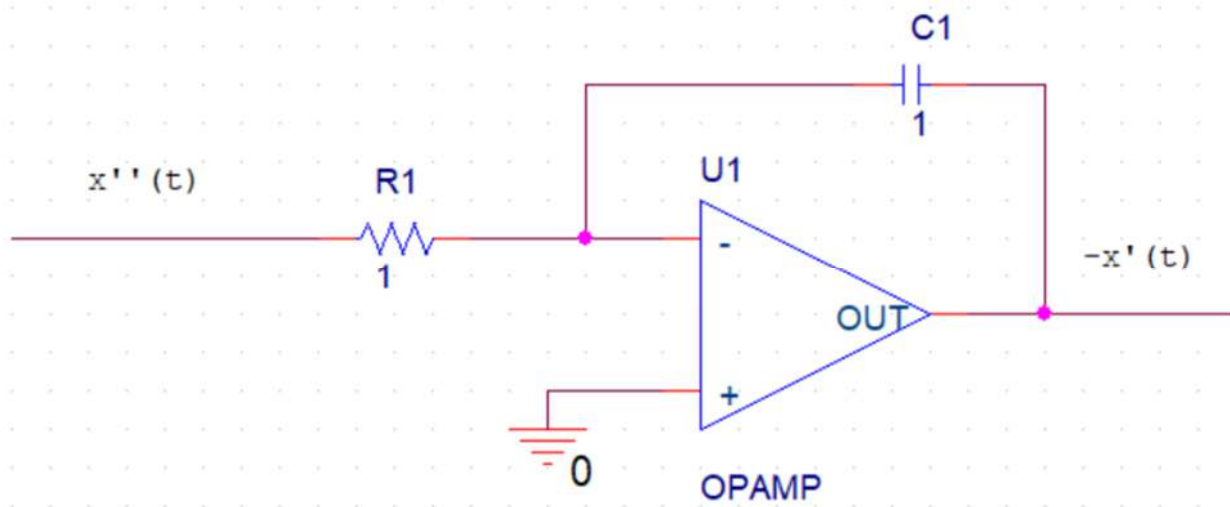 C1
1
x''(t)
R1
1
U1
-
+
OUT
-x'(t)
0
OPAMP